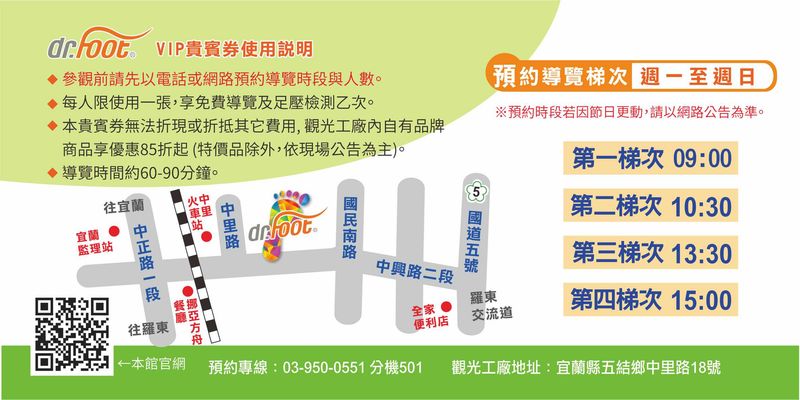 dr.Foot® VIP貴賓券使用說明
◆ 參觀前請先以電話或網路預約導覽時段與人數。
◆ 每人限使用一張，享免費導覽及足壓檢測乙次。
◆ 本貴賓券無法折現或折抵其它費用, 觀光工廠內自有品牌
商品享優惠85折起 (特價品除外，依現場公告為主)。
◆ 導覽時間約60-90分鐘。
預約導覽梯次 週一至週日
※預約時段若因節日更動，請以網路公告為準。
第一梯次 09:00
第二梯次 10:30
第三梯次 13:30
第四梯次 15:00
往宜蘭
宜蘭
監理站
中正路一段
往羅東
中里
火車站
挪亞方舟
餐廳
中里路
dr.Foot®
國民南路
中興路二段
5
國道五號
全家
便利店
羅東
交流道
←本館官網
預約專線：03-950-0551 分機501
觀光工廠地址：宜蘭縣五結鄉中里路18號